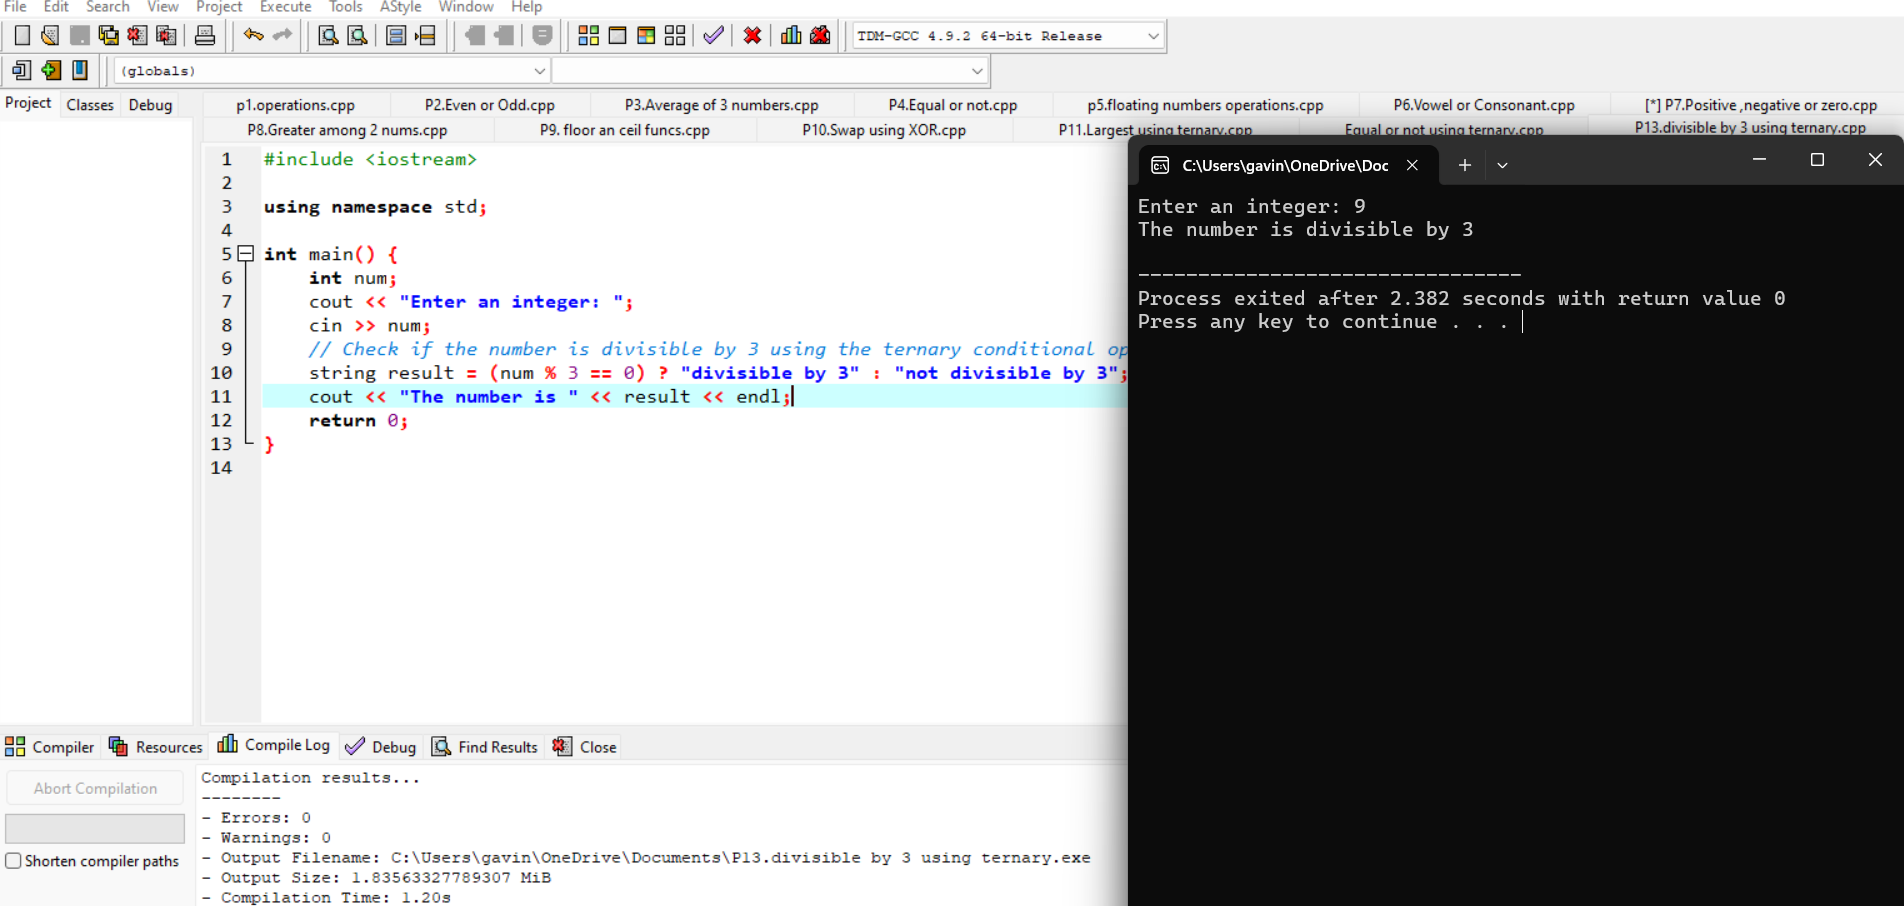 File Edit Search View Project Execute Tools AStyle Window Help
TDM-GCC 4.9.2 64-bit Release
(globals)
Project Classes Debug
p1.operations.cpp P2.Even or Odd.cpp P3.Average of 3 numbers.cpp P4.Equal or not.cpp p5.floating numbers operations.cpp P6.Vowel or Consonant.cpp [*] P7.Positive ,negative or zero.cpp
P8.Greater among 2 nums.cpp P9. floor an ceil funcs.cpp P10.Swap using XOR.cpp P11.Largest using ternary.cpp Equal or not using ternary.cpp P13.divisible by 3 using ternary.cpp
1 #include <iostream>
2
3 using namespace std;
4
5 int main() {
6 int num;
7 cout << "Enter an integer: ";
8 cin >> num;
9 // Check if the number is divisible by 3 using the ternary conditional op
10 string result = (num % 3 == 0) ? "divisible by 3" : "not divisible by 3";
11 cout << "The number is " << result << endl;
12 return 0;
13 }
14
C:\Users\gavin\OneDrive\Doc
Enter an integer: 9
The number is divisible by 3
--------------------------------
Process exited after 2.382 seconds with return value 0
Press any key to continue . . .
Compiler Resources Compile Log Debug Find Results Close
Abort Compilation
Shorten compiler paths
Compilation results...
--------
- Errors: 0
- Warnings: 0
- Output Filename: C:\Users\gavin\OneDrive\Documents\P13.divisible by 3 using ternary.exe
- Output Size: 1.83563327789307 MiB
- Compilation Time: 1.20s